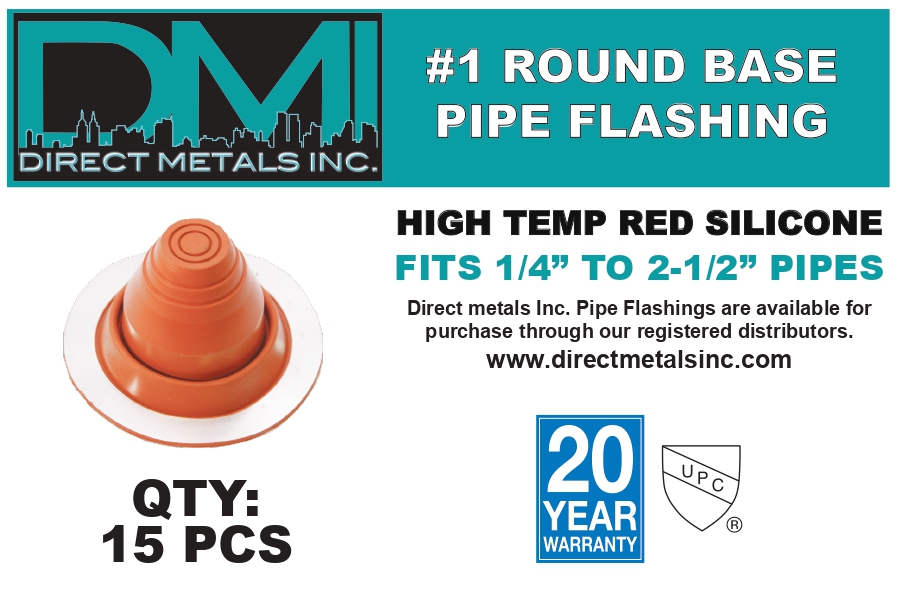 DMI
DIRECT METALS INC.
#1 ROUND BASE
PIPE FLASHING
HIGH TEMP RED SILICONE
FITS 1/4” TO 2-1/2” PIPES
Direct metals Inc. Pipe Flashings are available for
purchase through our registered distributors.
www.directmetalsinc.com
QTY:
15 PCS
20
YEAR
WARRANTY
UPC
®